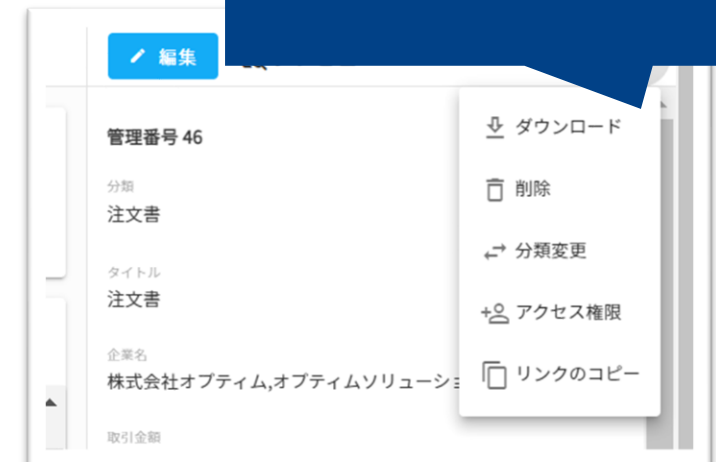 編集
管理番号 46
分類
注文書
タイトル
注文書
企業名
株式会社オプティム,オプティムソリューショ
取引金額
ダウンロード
削除
分類変更
アクセス権限
リンクのコピー